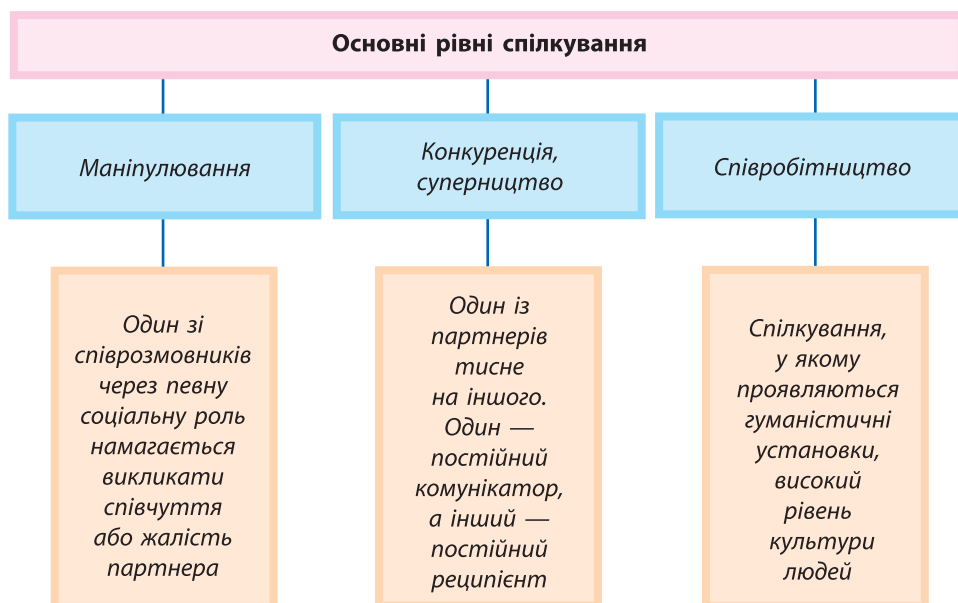 Основні рівні спілкування
Маніпулювання
Конкуренція,
суперництво
Співробітництво
Один зі
співрозмовників
через певну
соціальну роль
намагається
викликати
співчуття
або жалість
партнера
Один із
партнерів
тисне
на іншого.
Один —
постійний
комунікатор,
а інший —
постійний
реципієнт
Спілкування,
у якому
проявляються
гуманістичні
установки,
високий
рівень
культури
людей